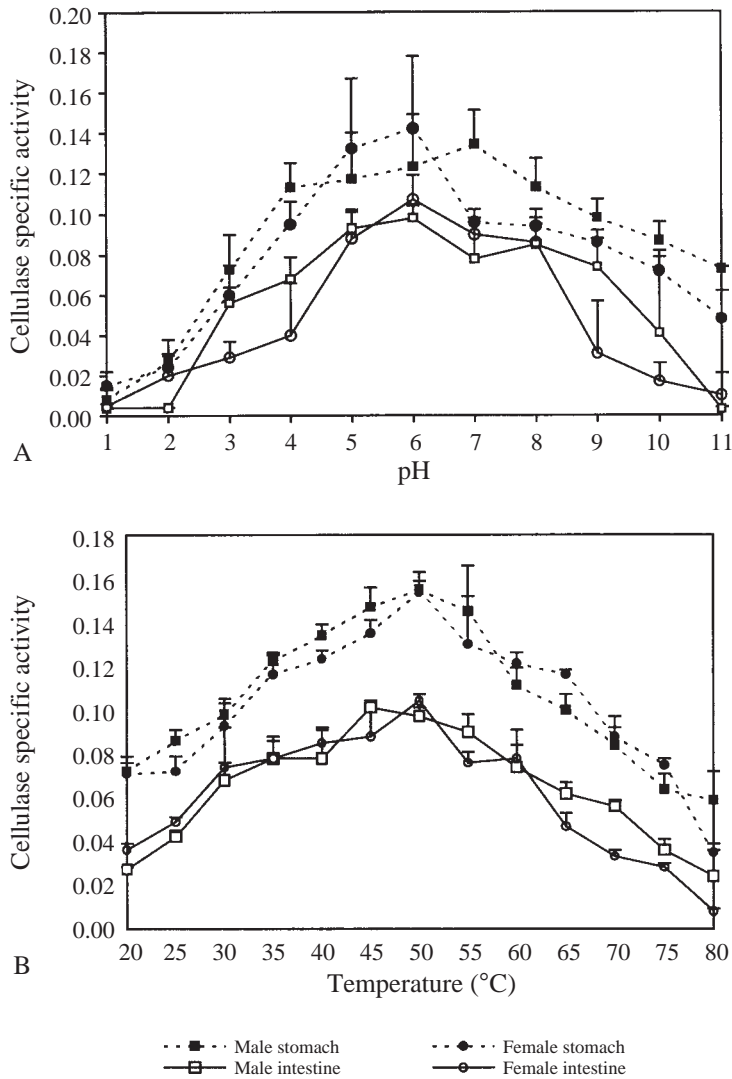 0.20
0.18
0.16
0.14
0.12
0.10
0.08
0.06
0.04
0.02
0.00
Cellulase specific activity
1 2 3 4 5 6 7 8 9 10 11
A
pH
0.18
0.16
0.14
0.12
0.10
0.08
0.06
0.04
0.02
0.00
Cellulase specific activity
20 25 30 35 40 45 50 55 60 65 70 75 80
B
Temperature (°C)
Male stomach Female stomach
Male intestine Female intestine